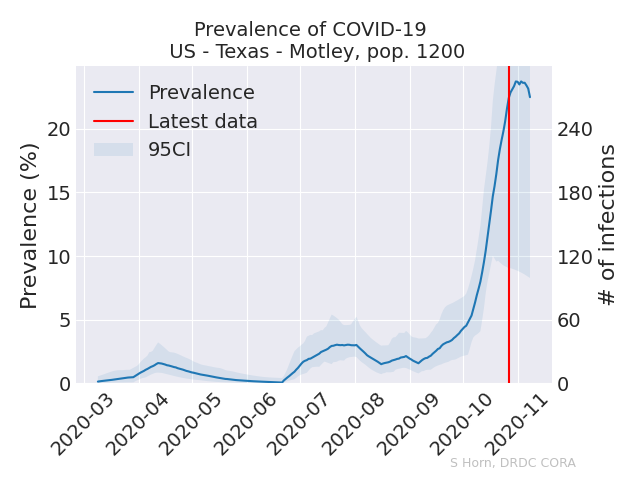 Prevalence of COVID-19
US - Texas - Motley, pop. 1200
Prevalence
Latest data
95CI
Prevalence (%)
20
15
10
5
0
240
180
120
60
0
# of infections
2020-03
2020-04
2020-05
2020-06
2020-07
2020-08
2020-09
2020-10
2020-11
S Horn, DRDC CORA